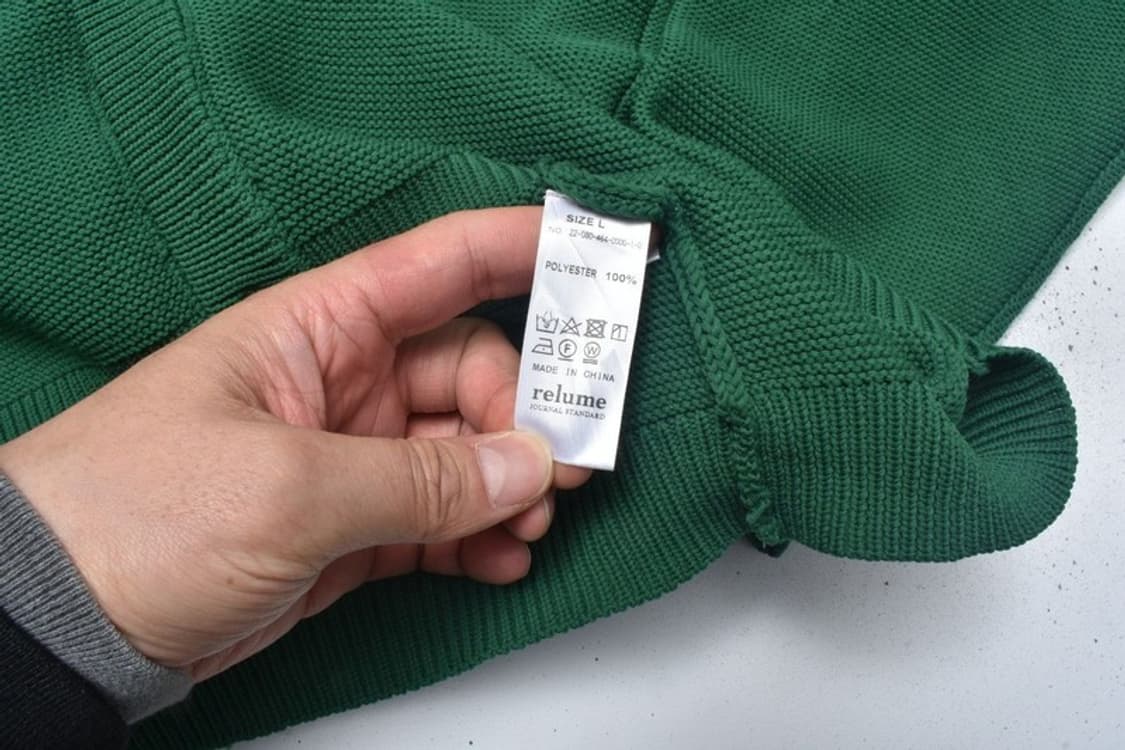 SIZE L
NO. 22-080-464-0000-1-0
POLYESTER 100%
F W
MADE IN CHINA
relume
JOURNAL STANDARD